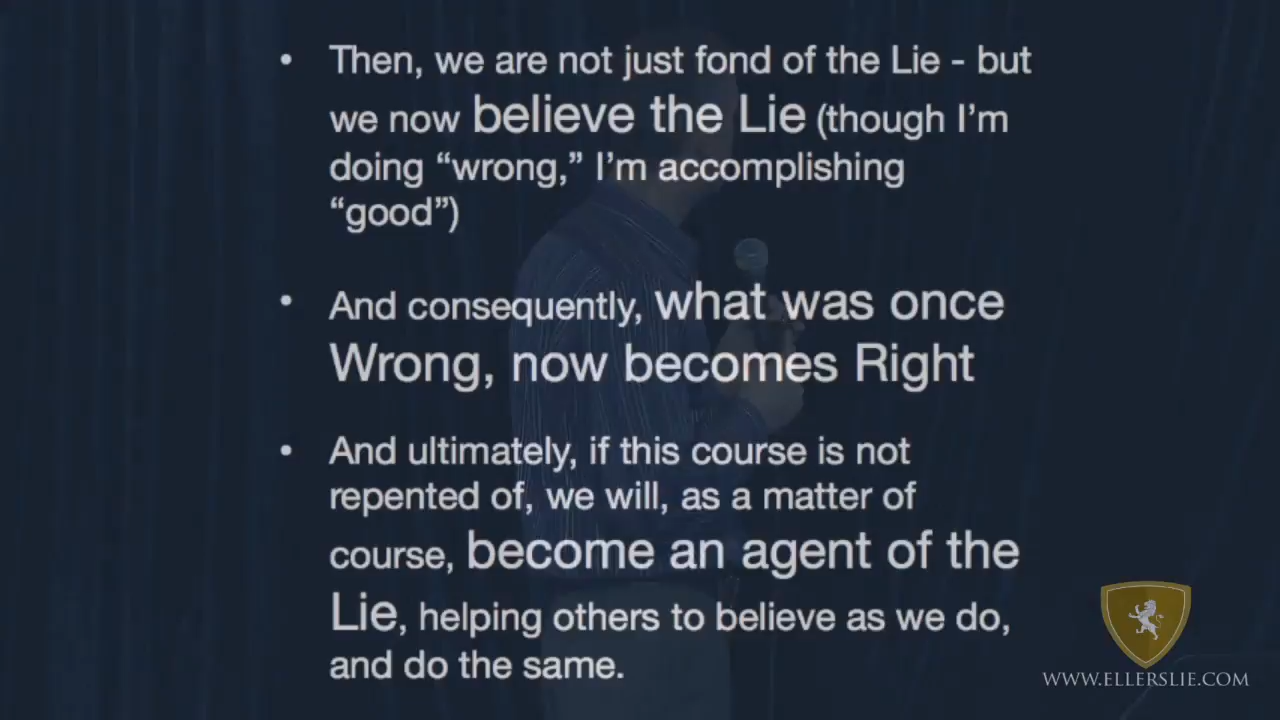 • Then, we are not just fond of the Lie - but
we now believe the Lie (though I'm
doing “wrong,” I'm accomplishing
“good”)
• And consequently, what was once
Wrong, now becomes Right
• And ultimately, if this course is not
repented of, we will, as a matter of
course, become an agent of the
Lie, helping others to believe as we do,
and do the same.
WWW.ELLERSLIE.COM